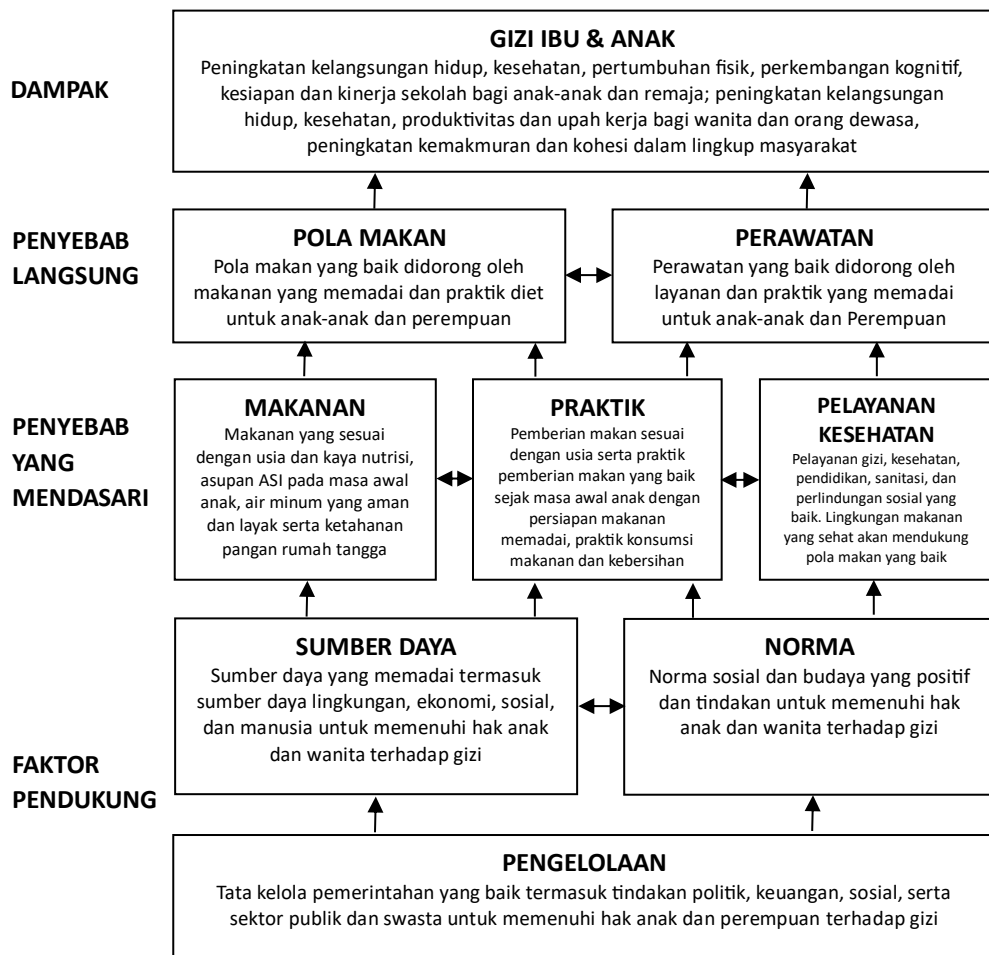 GIZI IBU & ANAK
DAMPAK
Peningkatan kelangsungan hidup, kesehatan, pertumbuhan fisik, perkembangan kognitif,
kesiapan dan kinerja sekolah bagi anak-anak dan remaja; peningkatan kelangsungan
hidup, kesehatan, produktivitas dan upah kerja bagi wanita dan orang dewasa,
peningkatan kemakmuran dan kohesi dalam lingkup masyarakat
PENYEBAB
LANGSUNG
POLA MAKAN
Pola makan yang baik didorong oleh
makanan yang memadai dan praktik diet
untuk anak-anak dan perempuan
PERAWATAN
Perawatan yang baik didorong oleh
layanan dan praktik yang memadai
untuk anak-anak dan Perempuan
PENYEBAB
YANG
MENDASARI
MAKANAN
Makanan yang sesuai
dengan usia dan kaya nutrisi,
asupan ASI pada masa awal
anak, air minum yang aman
dan layak serta ketahanan
pangan rumah tangga
PRAKTIK
Pemberian makan sesuai
dengan usia serta praktik
pemberian makan yang baik
sejak masa awal anak dengan
persiapan makanan
memadai, praktik konsumsi
makanan dan kebersihan
PELAYANAN
KESEHATAN
Pelayanan gizi, kesehatan,
pendidikan, sanitasi, dan
perlindungan sosial yang
baik. Lingkungan makanan
yang sehat akan mendukung
pola makan yang baik
FAKTOR
PENDUKUNG
SUMBER DAYA
Sumber daya yang memadai termasuk
sumber daya lingkungan, ekonomi, sosial,
dan manusia untuk memenuhi hak anak
dan wanita terhadap gizi
NORMA
Norma sosial dan budaya yang positif
dan tindakan untuk memenuhi hak
anak dan wanita terhadap gizi
PENGELOLAAN
Tata kelola pemerintahan yang baik termasuk tindakan politik, keuangan, sosial, serta
sektor publik dan swasta untuk memenuhi hak anak dan perempuan terhadap gizi